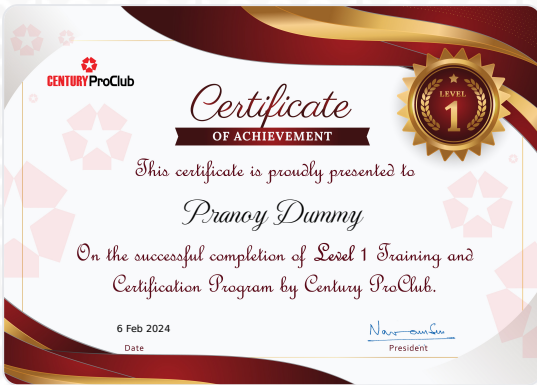 CENTURY ProClub
LEVEL
1
Certificate
OF ACHIEVEMENT
This certificate is proudly presented to
Pranoy Dummy
On the successful completion of Level 1 Training and
Certification Program by Century ProClub.
6 Feb 2024
Date
President